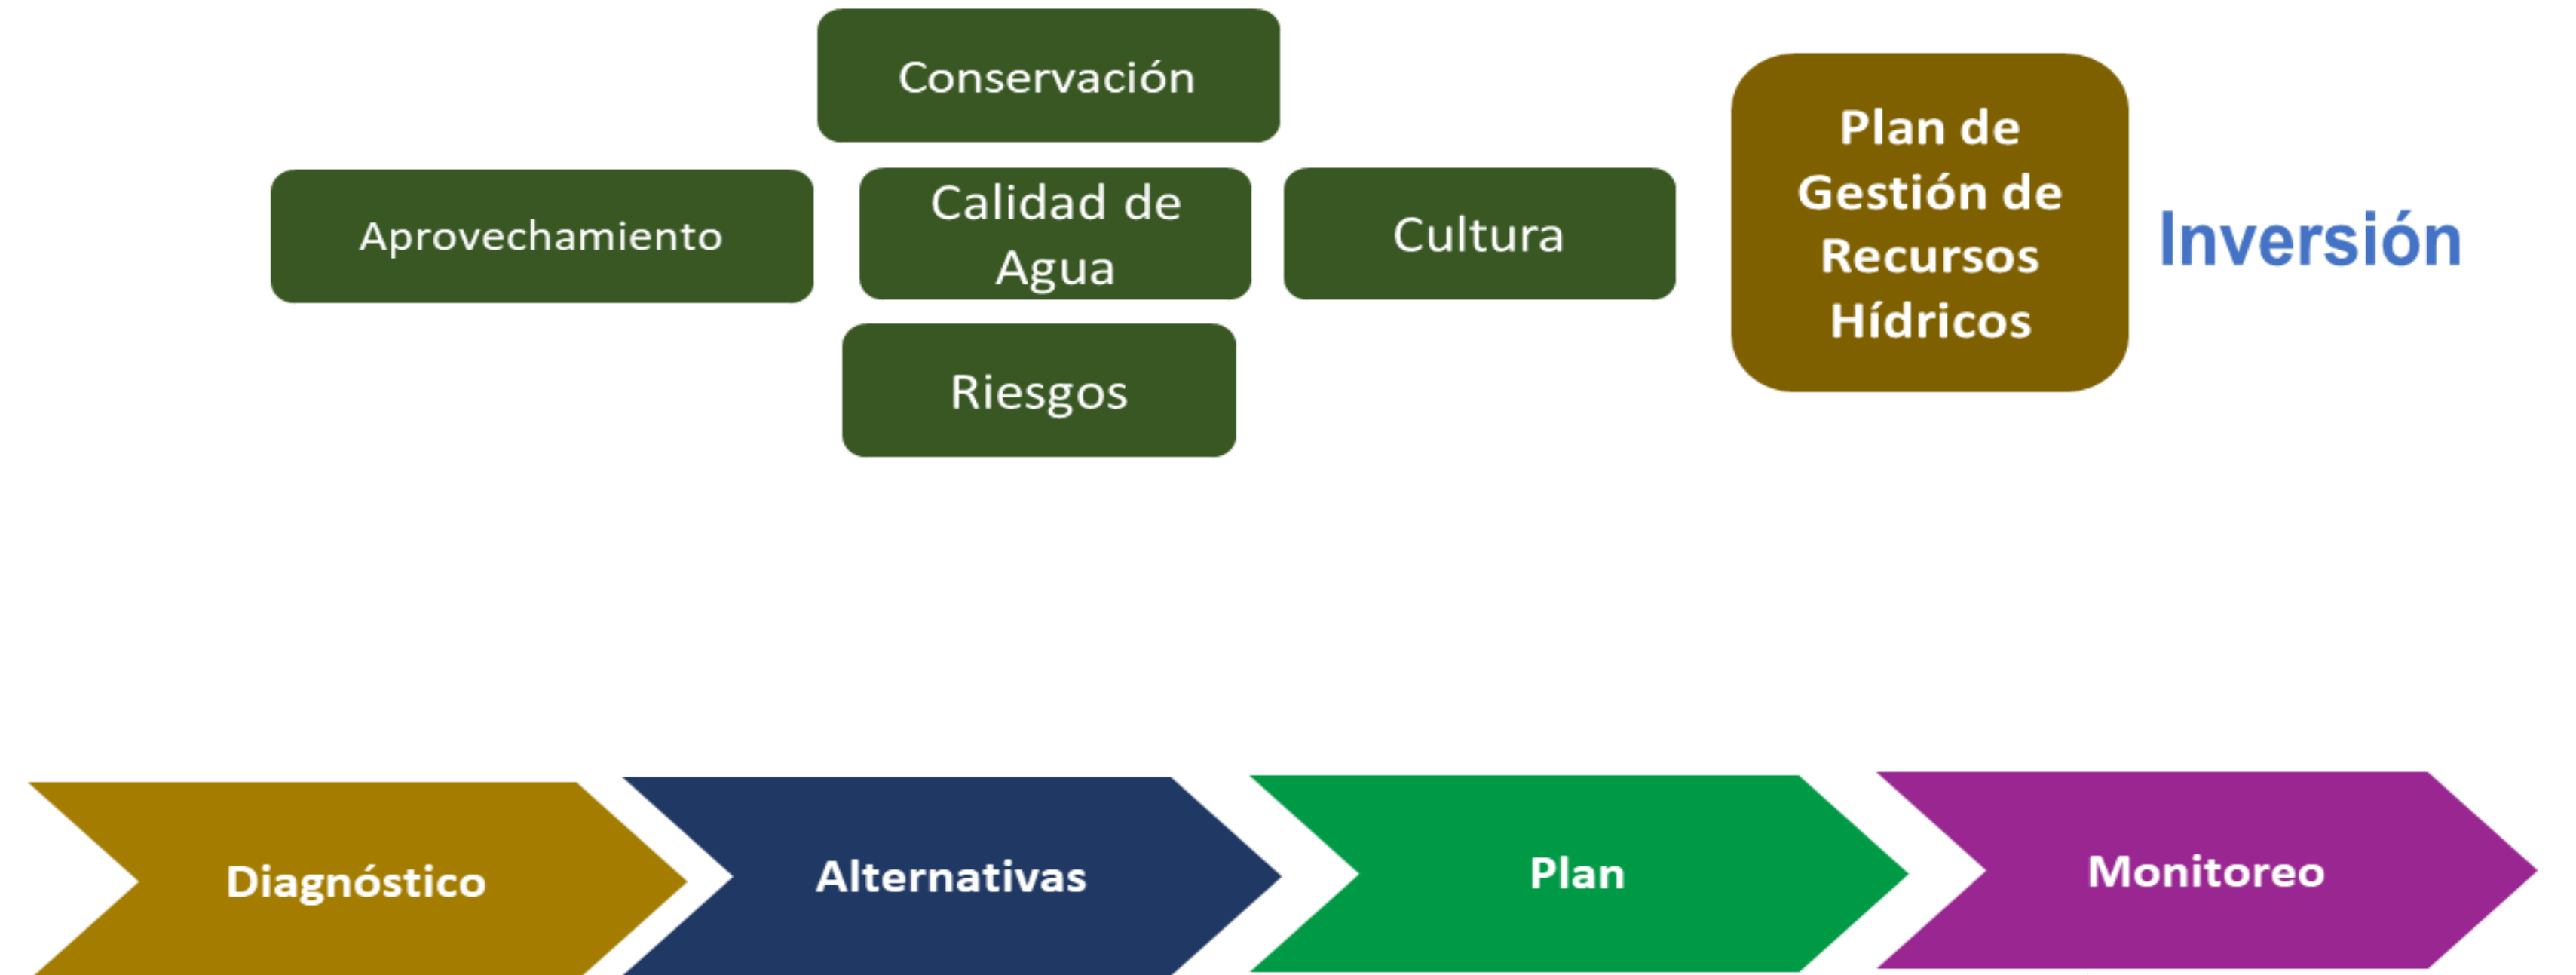 Conservación
Aprovechamiento
Calidad de
Agua
Cultura
Riesgos
Plan de
Gestión de
Recursos
Hídricos
Inversión
Diagnóstico
Alternativas
Plan
Monitoreo